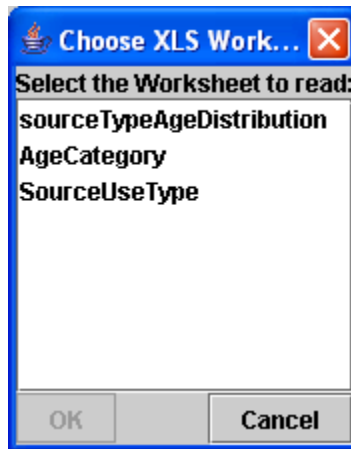 Choose XLS Work...
Select the Worksheet to read:
sourceTypeAgeDistribution
AgeCategory
SourceUseType
OK Cancel